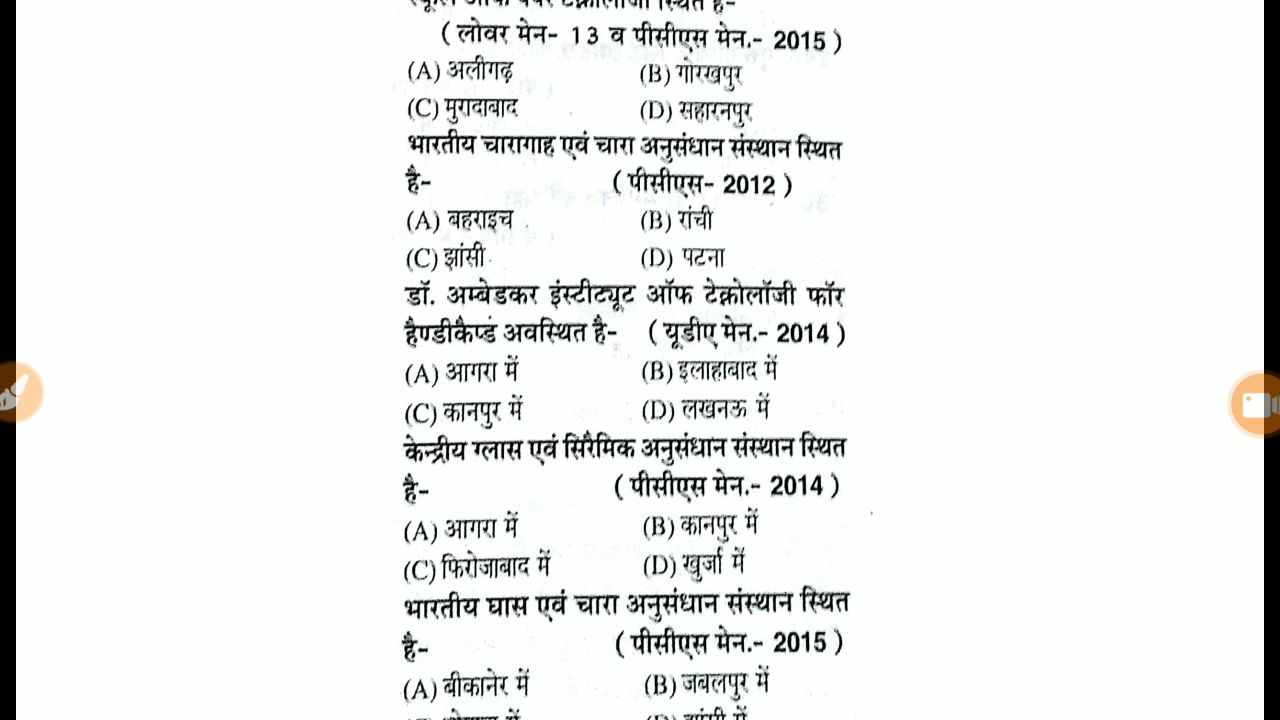 ( लोवर मेन- 13 व पीसीएस मेन.- 2015 )
(A) अलीगढ़ (B) गोरखपुर
(C) मुरादाबाद (D) सहारनपुर
भारतीय चारागाह एवं चारा अनुसंधान संस्थान स्थित
है- ( पीसीएस- 2012 )
(A) बहराइच (B) रांची
(C) झांसी (D) पटना
डॉ. अम्बेडकर इंस्टीट्यूट ऑफ टेक्नोलॉजी फॉर
हैण्डीकैप्ड अवस्थित है- ( यूडीए मेन.- 2014 )
(A) आगरा में (B) इलाहाबाद में
(C) कानपुर में (D) लखनऊ में
केन्द्रीय ग्लास एवं सिरैमिक अनुसंधान संस्थान स्थित
है- ( पीसीएस मेन.- 2014 )
(A) आगरा में (B) कानपुर में
(C) फिरोजाबाद में (D) खुर्जा में
भारतीय घास एवं चारा अनुसंधान संस्थान स्थित
है- ( पीसीएस मेन.- 2015 )
(A) बीकानेर में (B) जबलपुर में